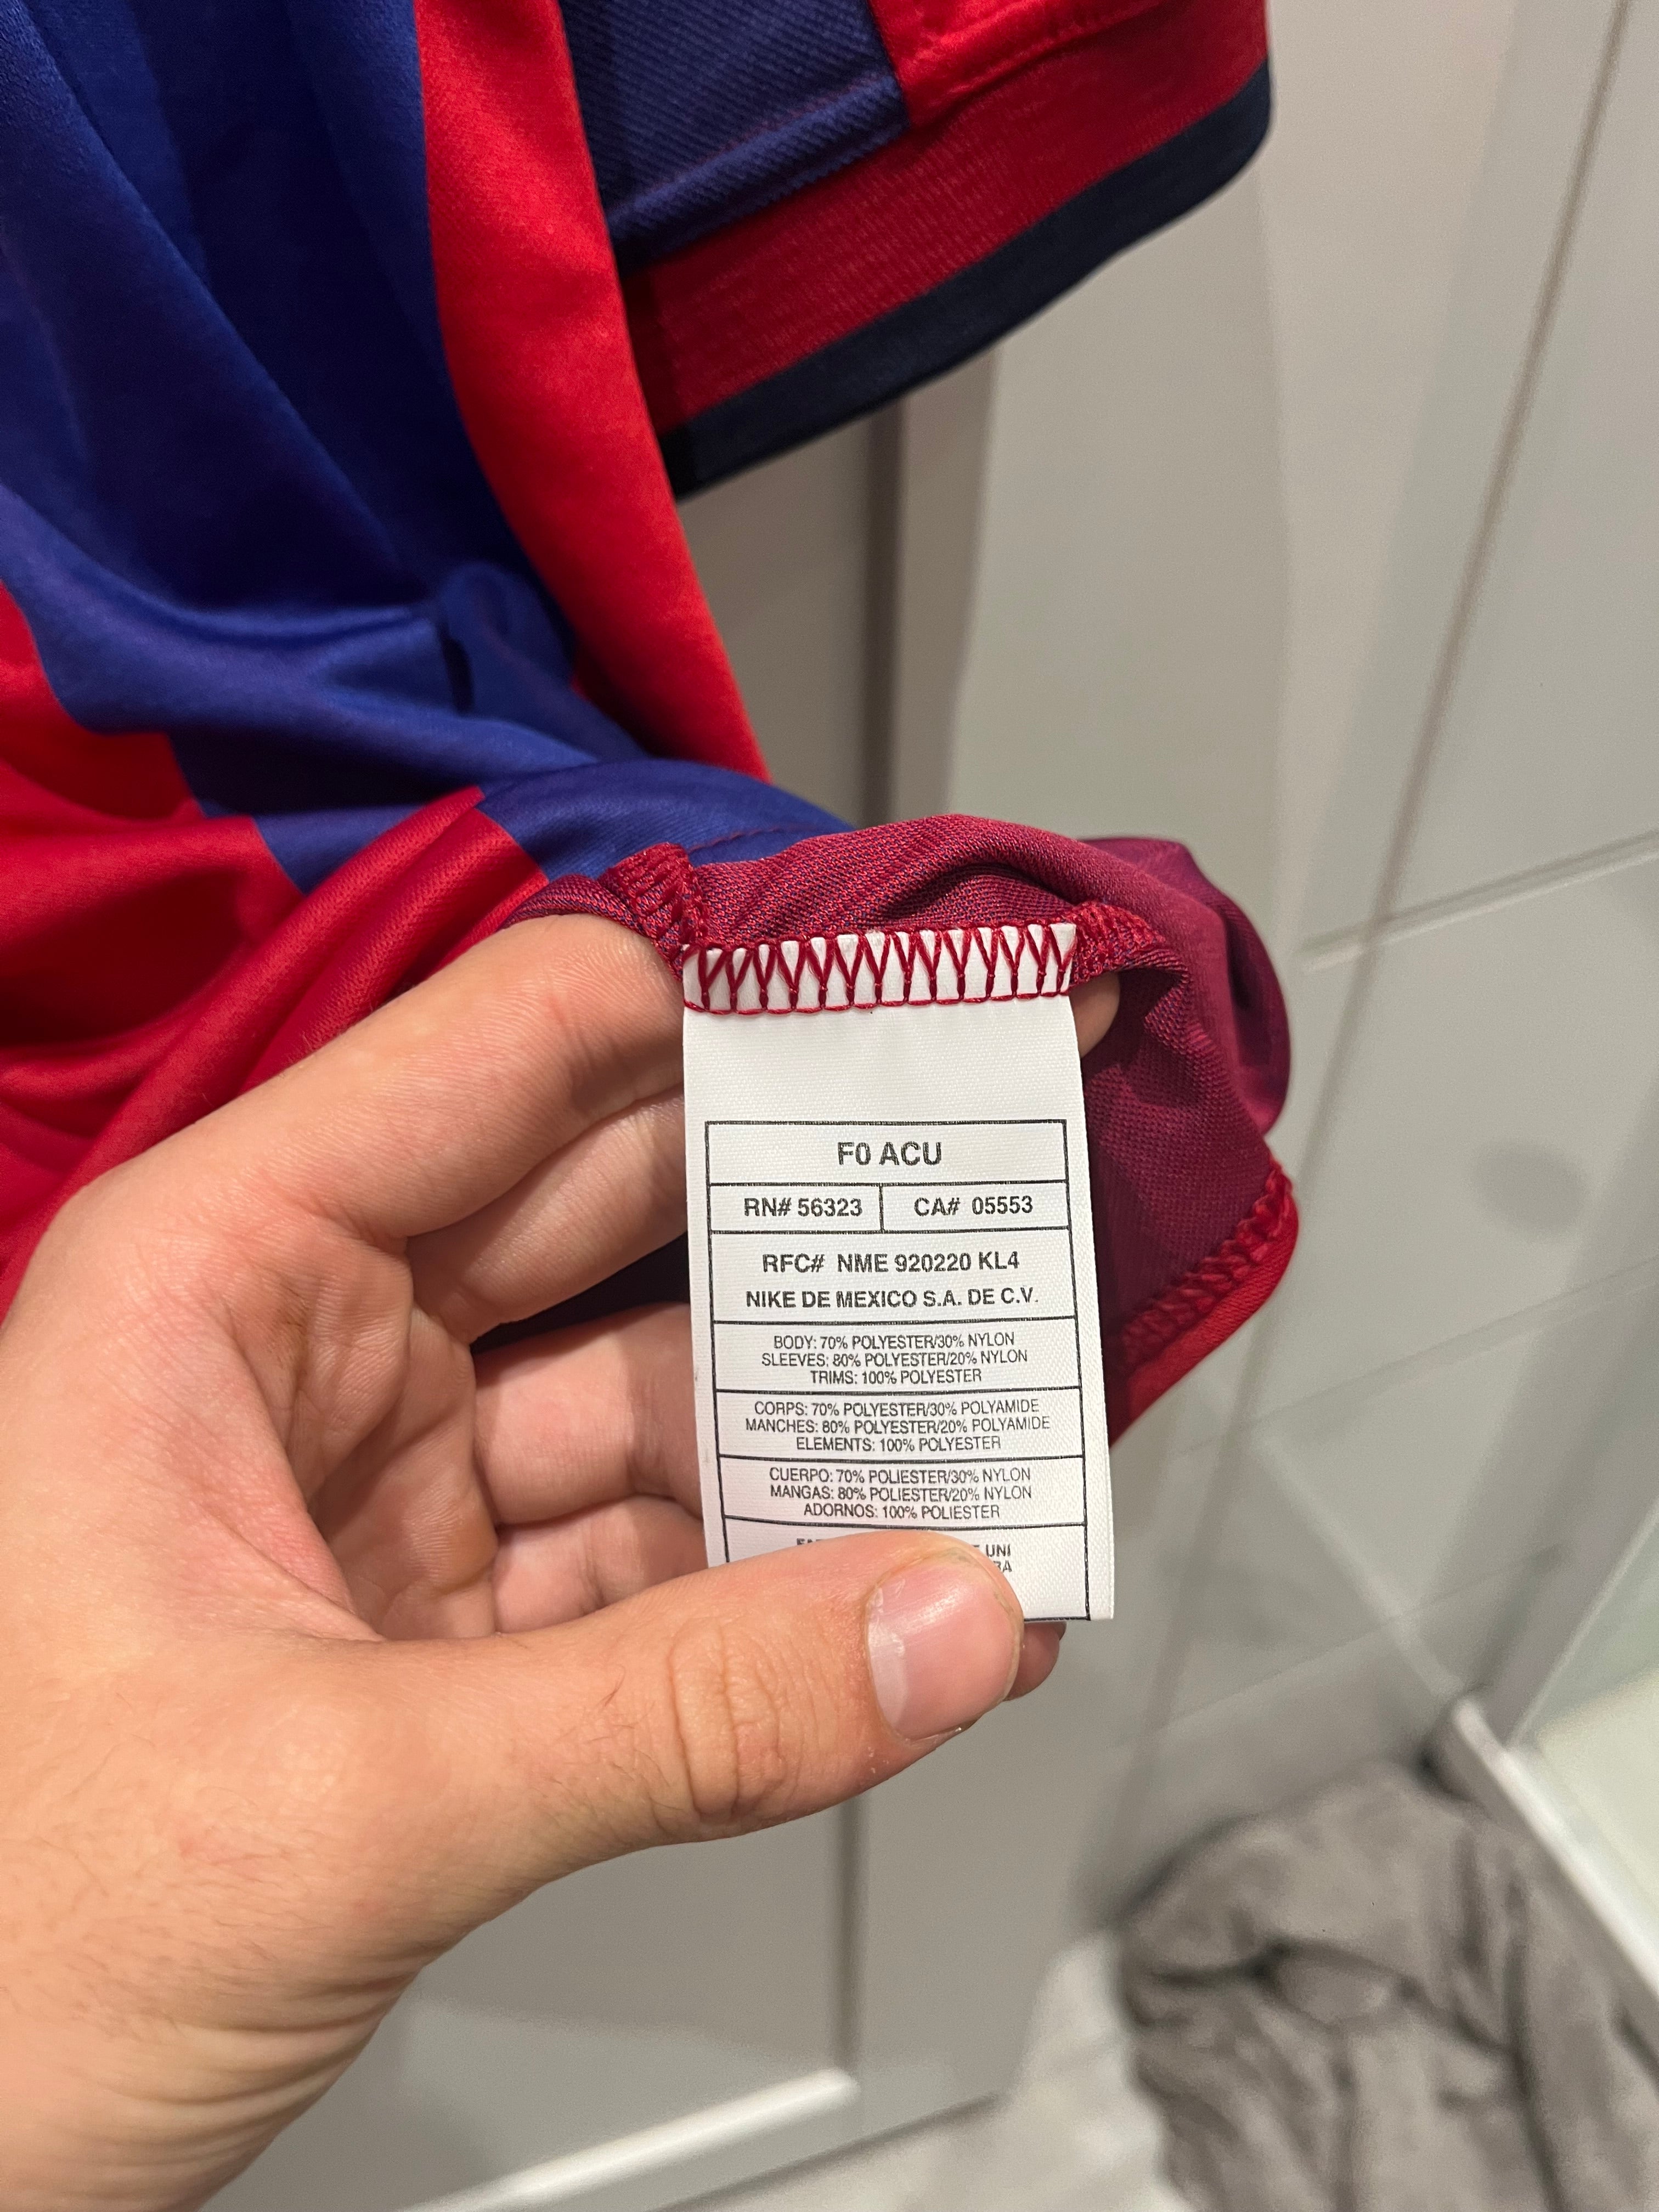 F0 ACU
RN# 56323 CA# 05553
RFC# NME 920220 KL4
NIKE DE MEXICO S.A. DE C.V.
BODY: 70% POLYESTER/30% NYLON
SLEEVES: 80% POLYESTER/20% NYLON
TRIMS: 100% POLYESTER
CORPS: 70% POLYESTER/30% POLYAMIDE
MANCHES: 80% POLYESTER/20% POLYAMIDE
ELEMENTS: 100% POLYESTER
CUERPO: 70% POLIESTER/30% NYLON
MANGAS: 80% POLIESTER/20% NYLON
ADORNOS: 100% POLIESTER
UNI